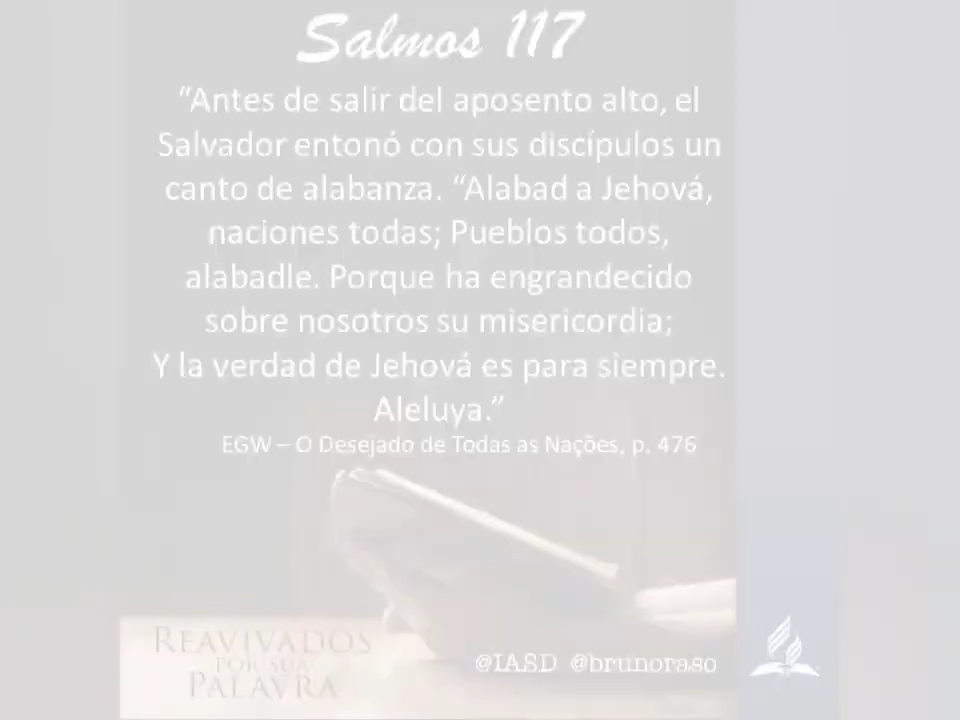 Salmos 117
“Antes de salir del aposento alto, el
Salvador entonó con sus discípulos un
canto de alabanza. “Alabad a Jehová,
naciones todas; Pueblos todos,
alabadle. Porque ha engrandecido
sobre nosotros su misericordia;
Y la verdad de Jehová es para siempre.
Aleluya.”
EGW – O Desejado de Todas as Nações, p. 476
REAVIVADOS
POR SUA
PALAVRA
@IASD @brunoraso